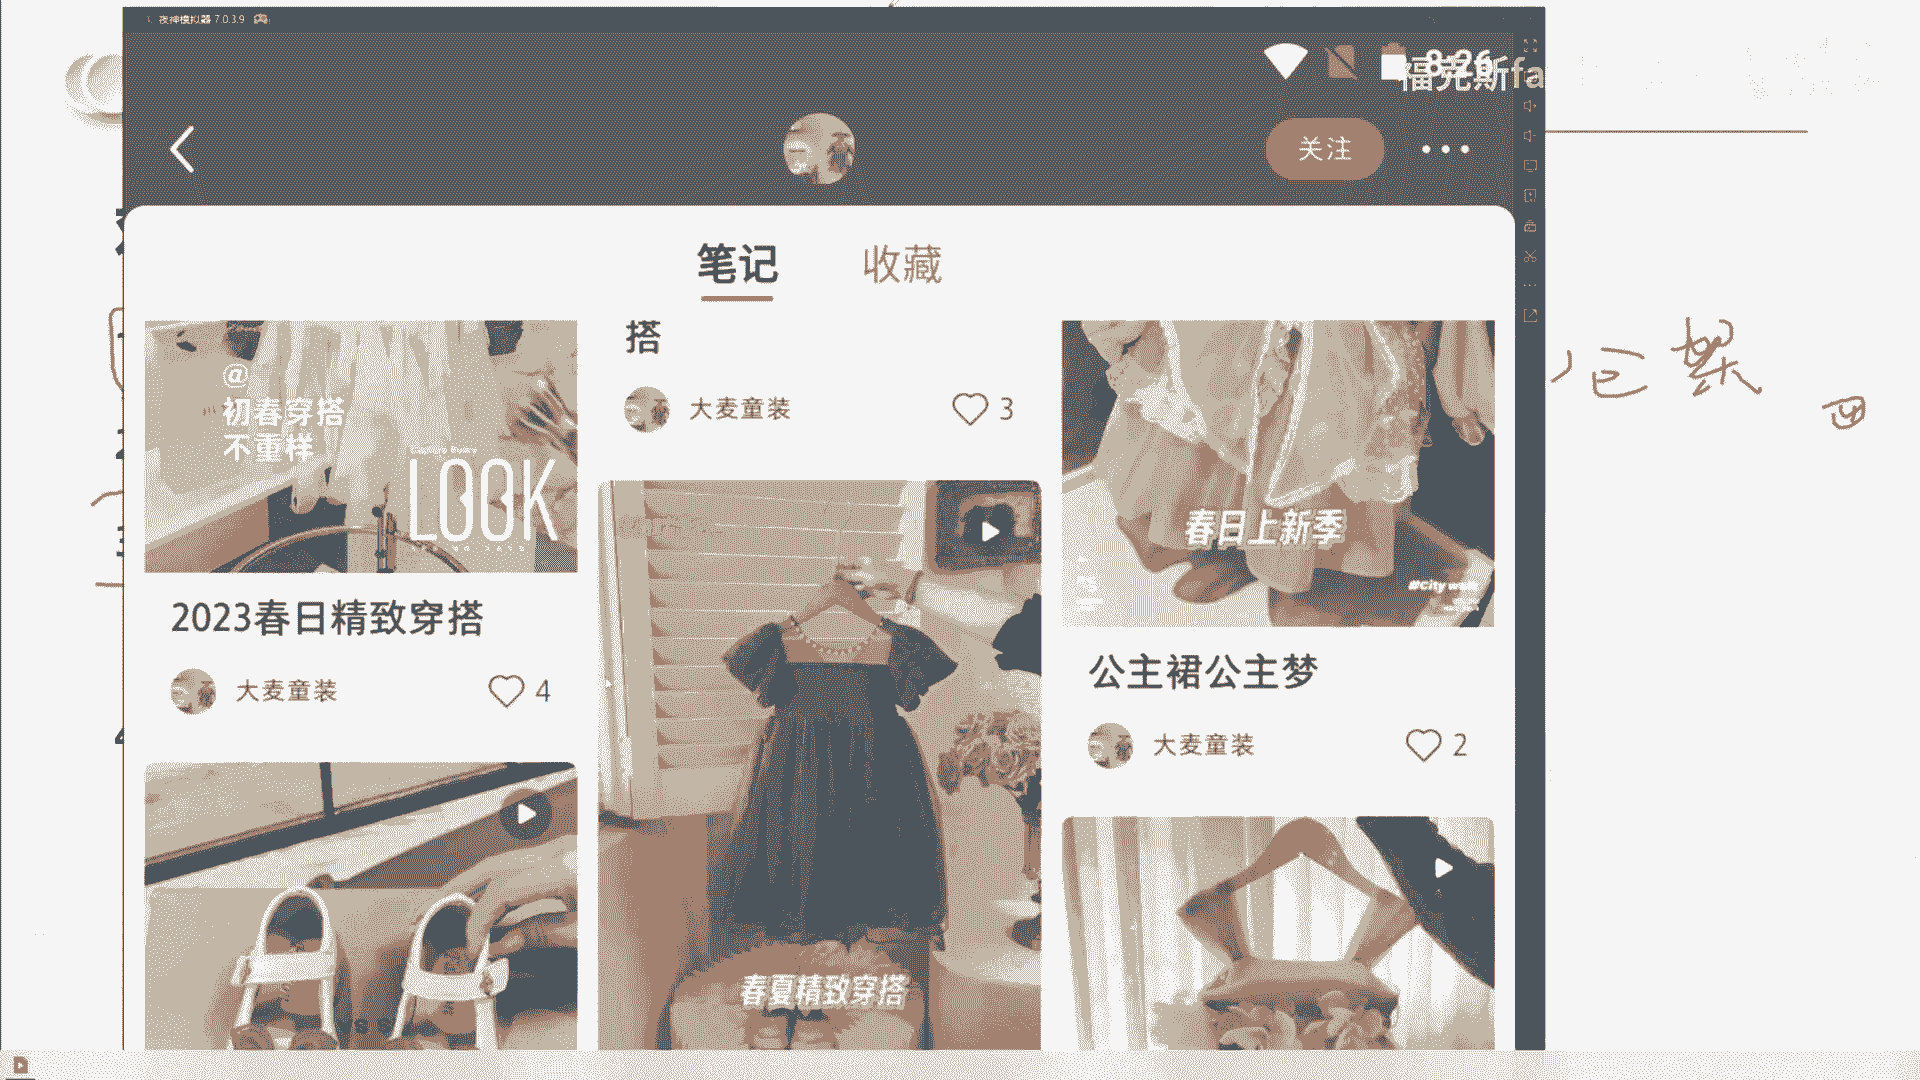 夜神模拟器 7.0.3.9
8:26
福克斯fa
关注
笔记
收藏
@
初春穿搭
不重样
LOOK
2023春日精致穿搭
大麦童装
4
搭
大麦童装
3
春夏精致穿搭
春日上新季
公主裙公主梦
大麦童装
2